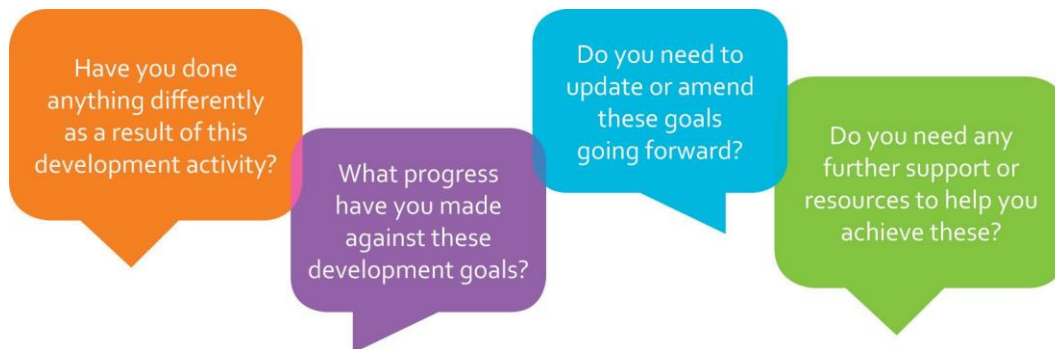 Have you done
anything differently
as a result of this
development activity?
What progress
have you made
against these
development goals?
Do you need to
update or amend
these goals
going forward?
Do you need any
further support or
resources to help you
achieve these?